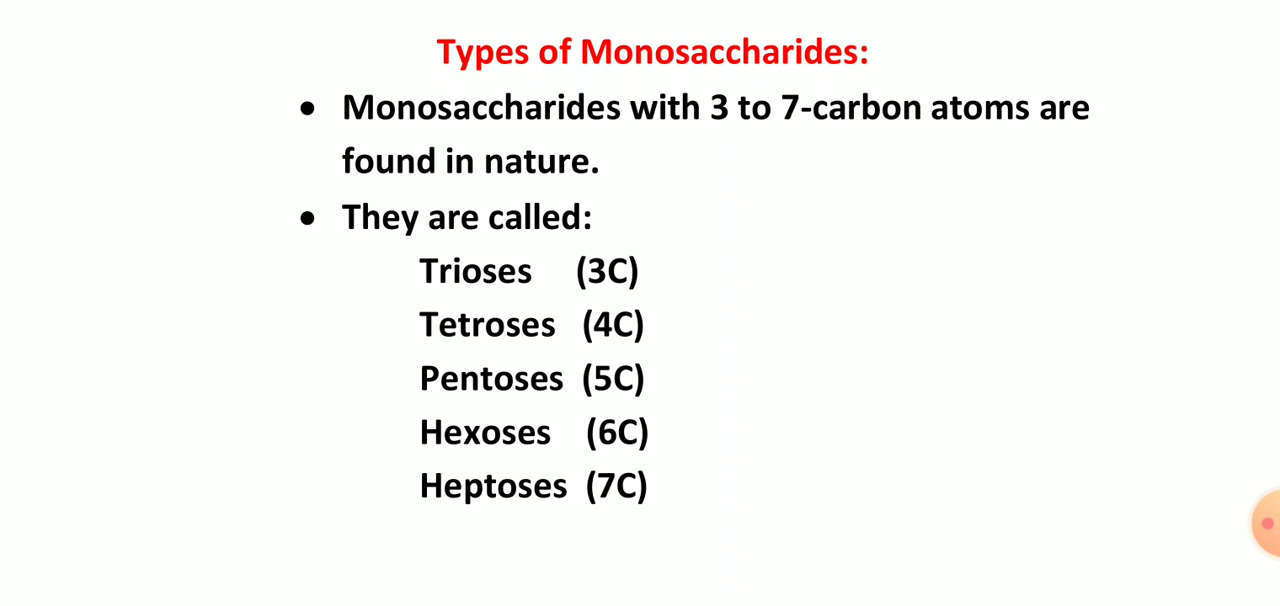 Types of Monosaccharides:
• Monosaccharides with 3 to 7-carbon atoms are
found in nature.
• They are called:
Trioses (3C)
Tetroses (4C)
Pentoses (5C)
Hexoses (6C)
Heptoses (7C)